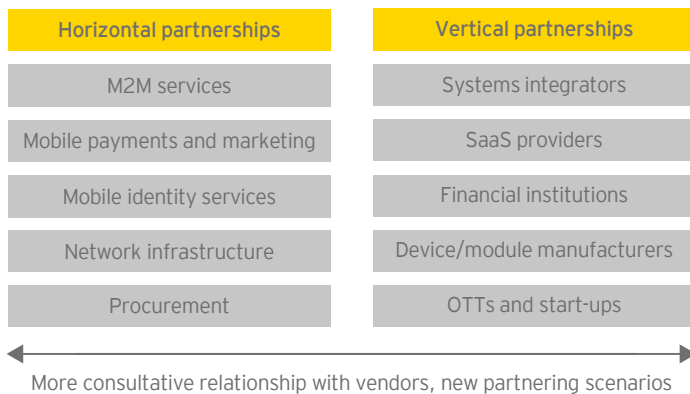 Horizontal partnerships
M2M services
Mobile payments and marketing
Mobile identity services
Network infrastructure
Procurement
Vertical partnerships
Systems integrators
SaaS providers
Financial institutions
Device/module manufacturers
OTTs and start-ups
More consultative relationship with vendors, new partnering scenarios